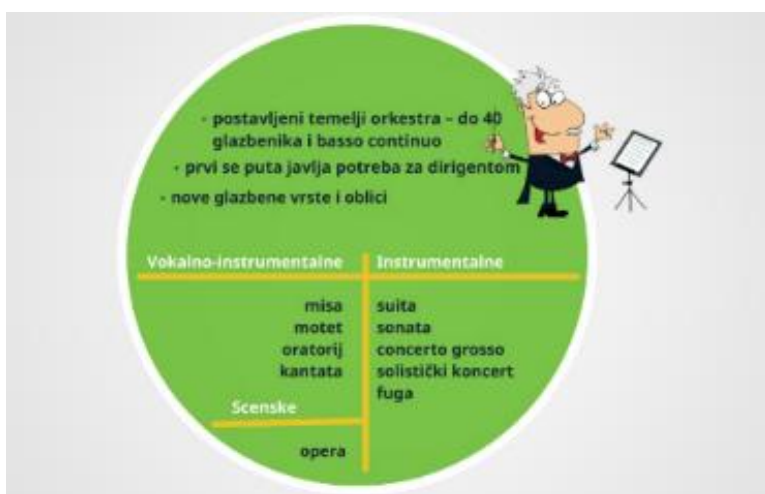 - postavljeni temelji orkestra – do 40
glazbenika i basso continuo
- prvi se puta javlja potreba za dirigentom
- nove glazbene vrste i oblici
Vokalno-instrumentalne
misa
motet
oratorij
kantata
Scenske
opera
Instrumentalne
suita
sonata
concerto grosso
solistički koncert
fuga